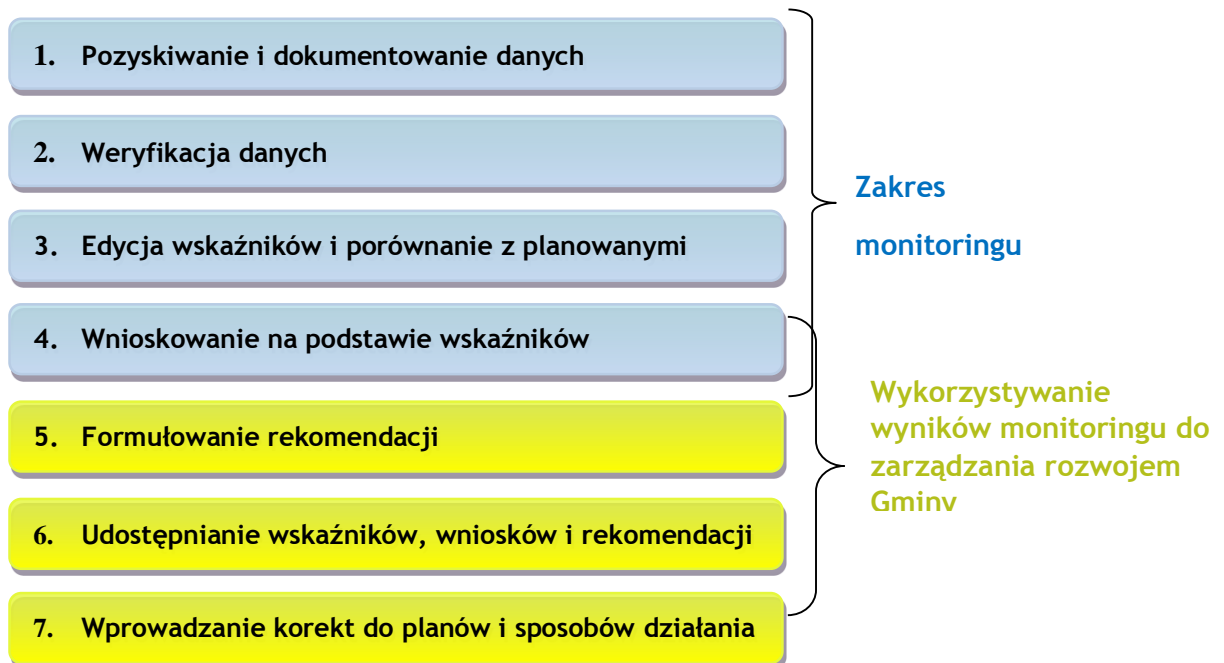 1. Pozyskiwanie i dokumentowanie danych
2. Weryfikacja danych
3. Edycja wskaźników i porównanie z planowanymi
4. Wnioskowanie na podstawie wskaźników
5. Formułowanie rekomendacji
6. Udostępnianie wskaźników, wniosków i rekomendacji
7. Wprowadzanie korekt do planów i sposobów działania
Zakres
monitoringu
Wykorzystywanie
wyników monitoringu do
zarządzania rozwojem
Gminy